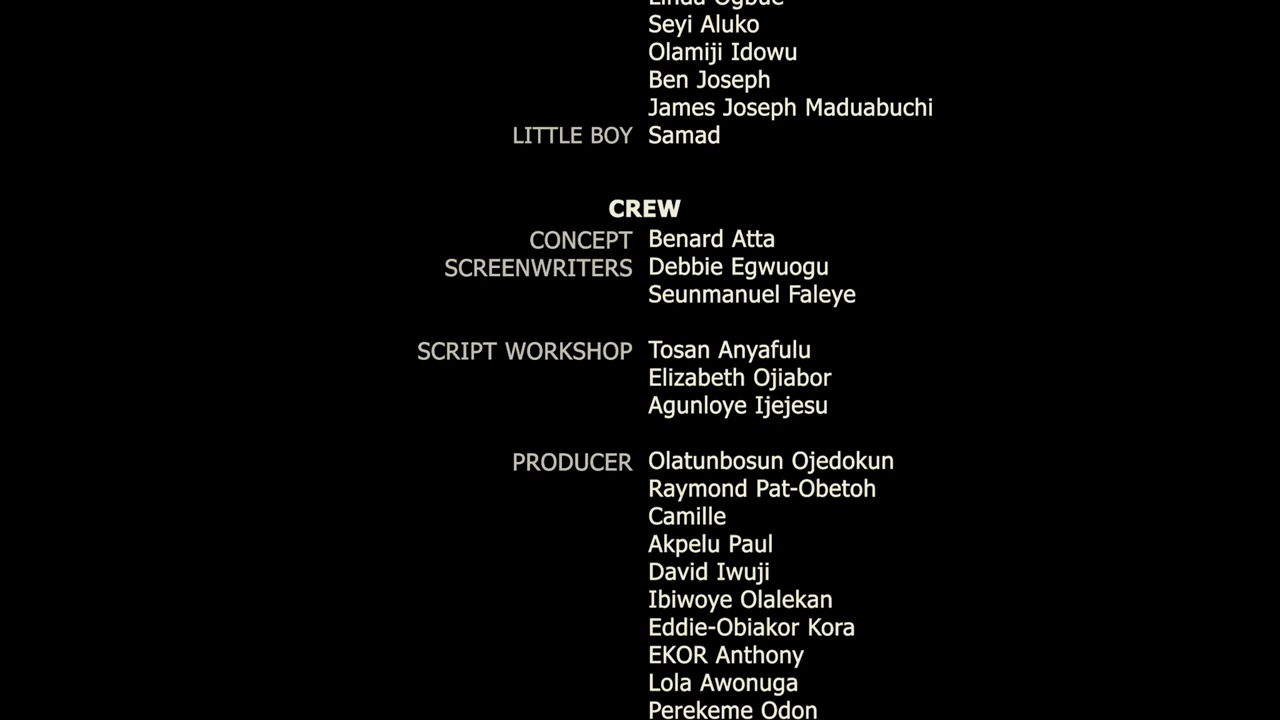 Linda Ogbue
Seyi Aluko
Olamiji Idowu
Ben Joseph
James Joseph Maduabuchi
LITTLE BOY Samad
CREW
CONCEPT Benard Atta
SCREENWRITERS Debbie Egwuogu
Seunmanuel Faleye
SCRIPT WORKSHOP Tosan Anyafulu
Elizabeth Ojiabor
Agunloye Ijejesu
PRODUCER Olatunbosun Ojedokun
Raymond Pat-Obetoh
Camille
Akpelu Paul
David Iwuji
Ibiwoye Olalekan
Eddie-Obiakor Kora
EKOR Anthony
Lola Awonuga
Perekeme Odon